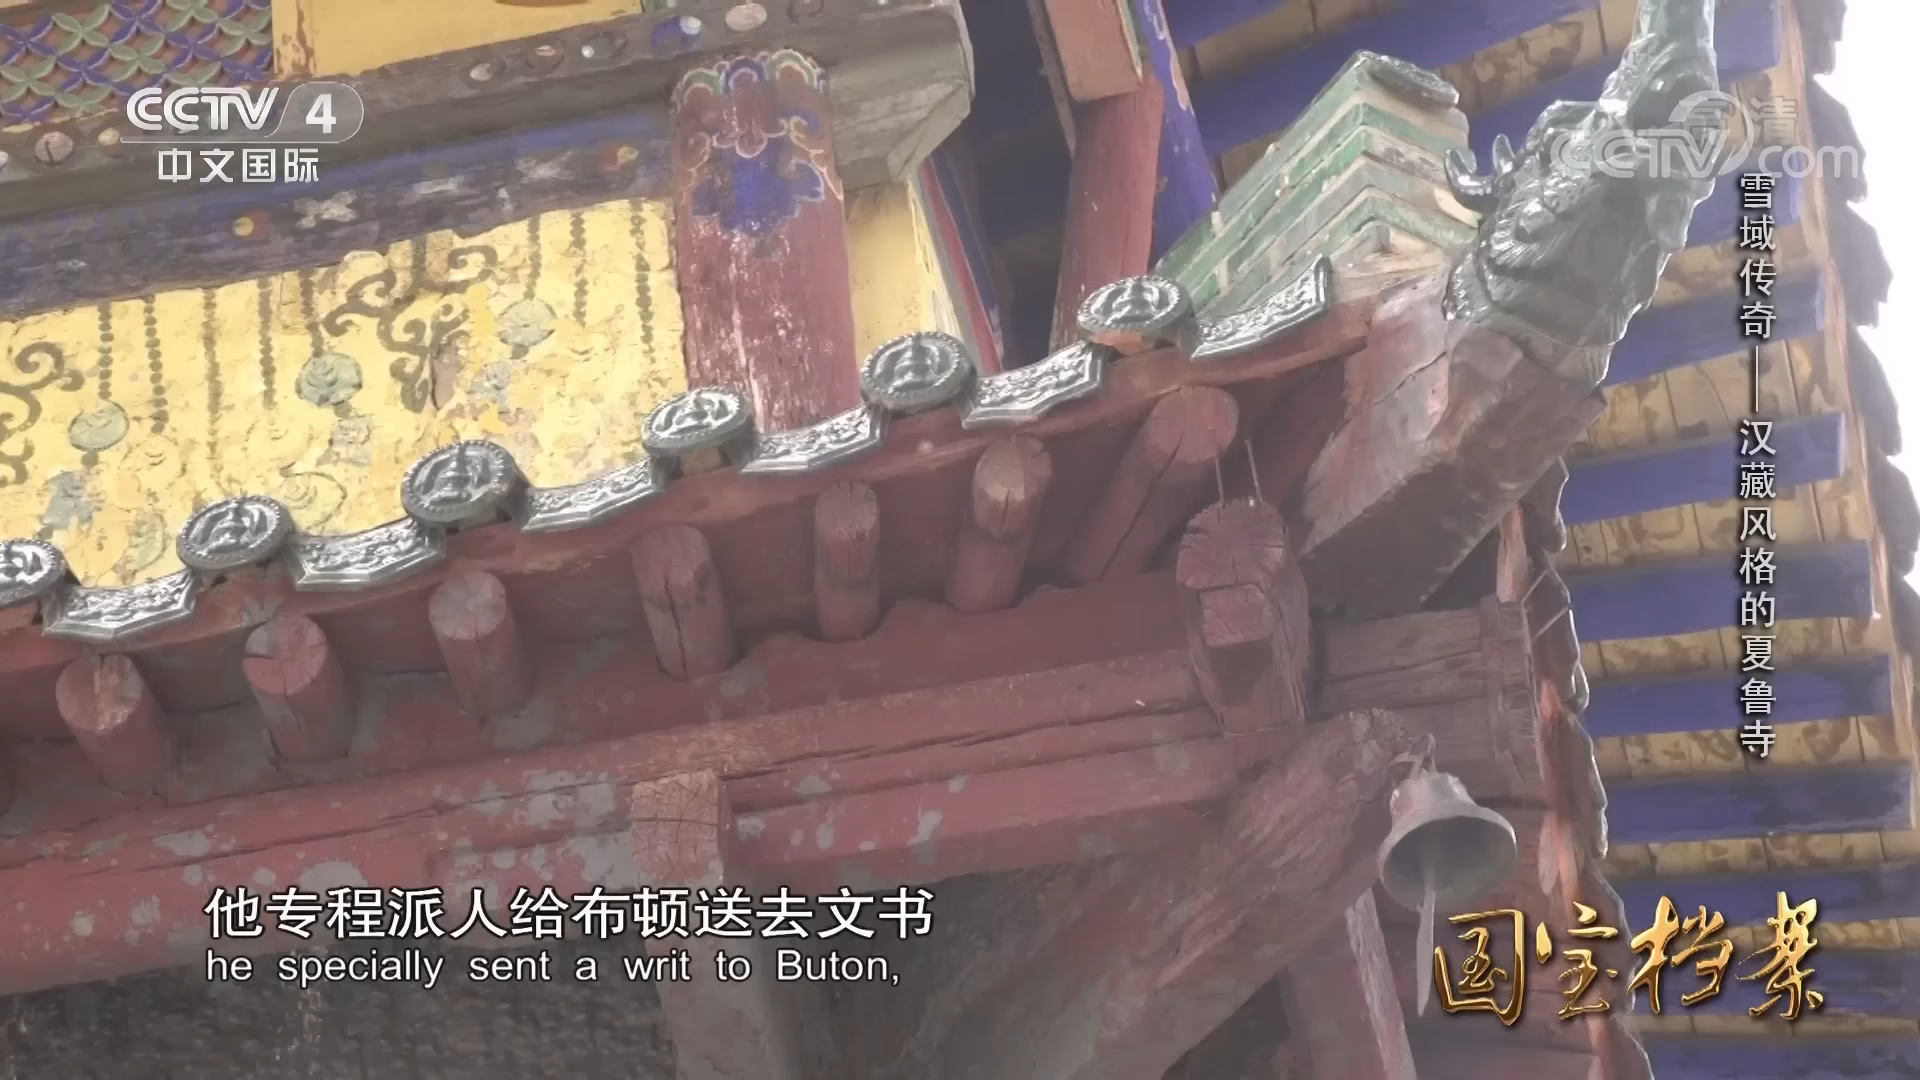 CCTV 4
中文国际
高清
CCTV.com
雪域传奇——汉藏风格的夏鲁寺
他专程派人给布顿送去文书
he specially sent a writ to Buton,
国宝档案